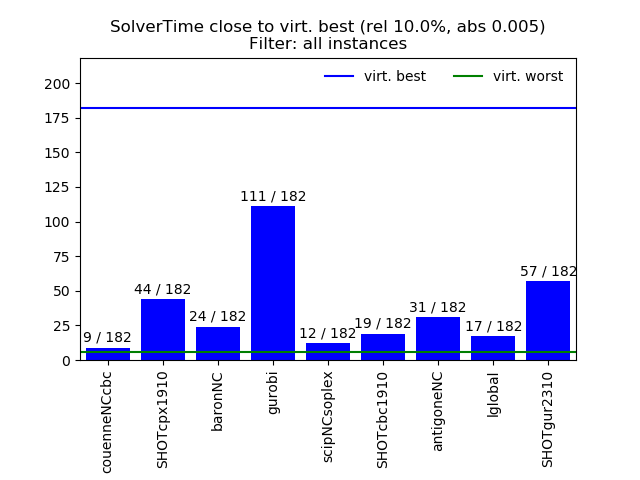 SolverTime close to virt. best (rel 10.0%, abs 0.005)
Filter: all instances
virt. best
virt. worst
200
175
150
125
100
75
50
25
0
9 / 182
44 / 182
24 / 182
111 / 182
12 / 182
19 / 182
31 / 182
17 / 182
57 / 182
couenneNCcbc
SHOTcpx1910
baronNC
gurobi
scipNCsoplex
SHOTcbc1910
antigoneNC
lglobal
SHOTgur2310